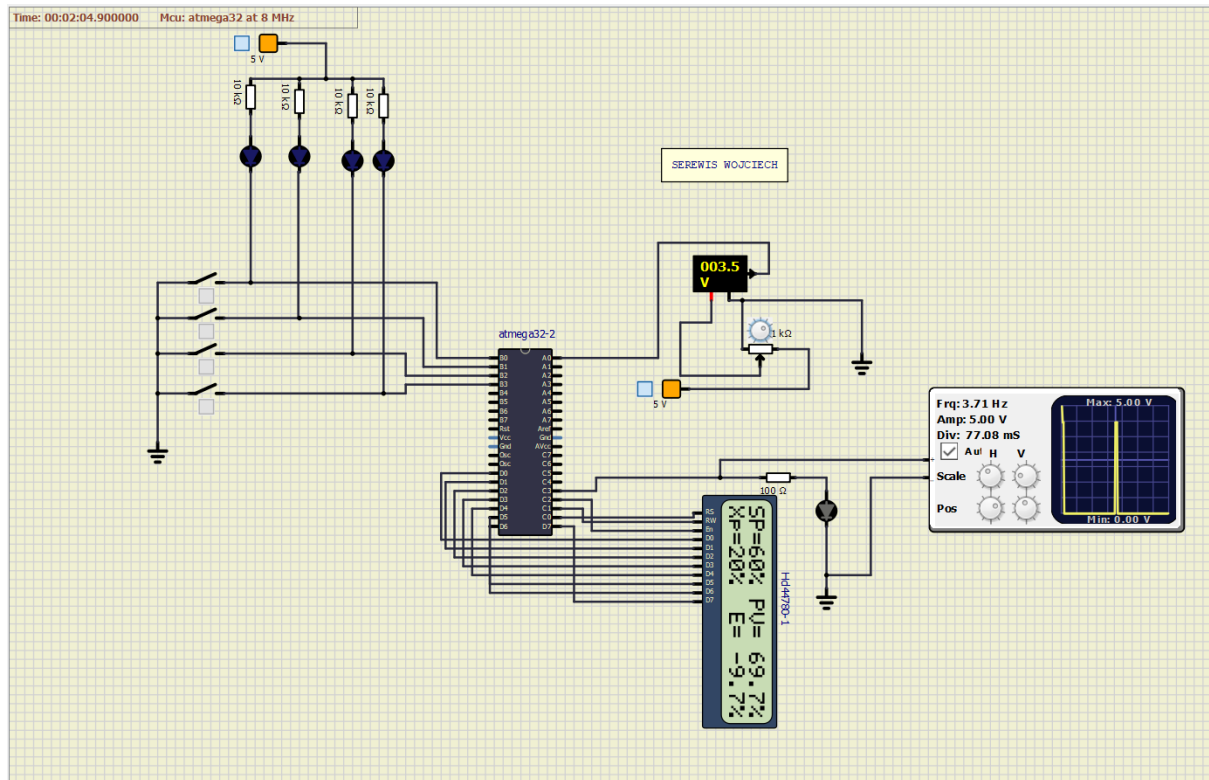 Time: 00:02:04.900000 Mcu: atmega32 at 8 MHz
5 V
10 kΩ
10 kΩ
10 kΩ
10 kΩ
SEREWIS WOJCIECH
003.5
V
1 kΩ
5 V
atmega32-2
B0 A0
B1 A1
B2 A2
B3 A3
B4 A4
B5 A5
B6 A6
B7 A7
Rst Aref
Vcc Gnd
Gnd AVcc
Osc C7
Osc C6
D0 C5
D1 C4
D2 C3
D3 C2
D4 C1
D5 C0
D6 D7
100 Ω
Frq: 3.71 Hz
Amp: 5.00 V
Div: 77.08 mS
Au H V
Scale
Pos
Max: 5.00 V
Min: 0.00 V
RS
RW
En
D0
D1
D2
D3
D4
D5
D6
D7
SP=60% PV= 69.7%
XP=20% E= -9.7%
Hd44780-1